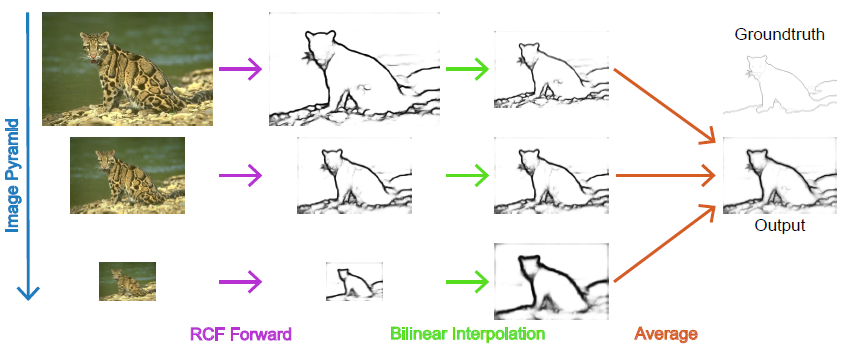 Groundtruth
Image Pyramid
Output
RCF Forward
Bilinear Interpolation
Average